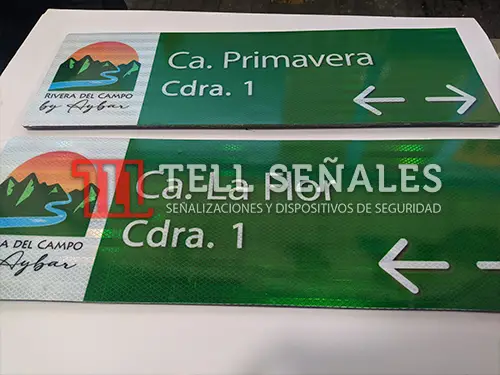 Ca. Primavera
Cdra. 1
RIVERA DEL CAMPO
by Aybar
TELL SEÑALES
SEÑALIZACIONES Y DISPOSITIVOS DE SEGURIDAD
Ca. La Flor
Cdra. 1
A DEL CAMPO
Aybar